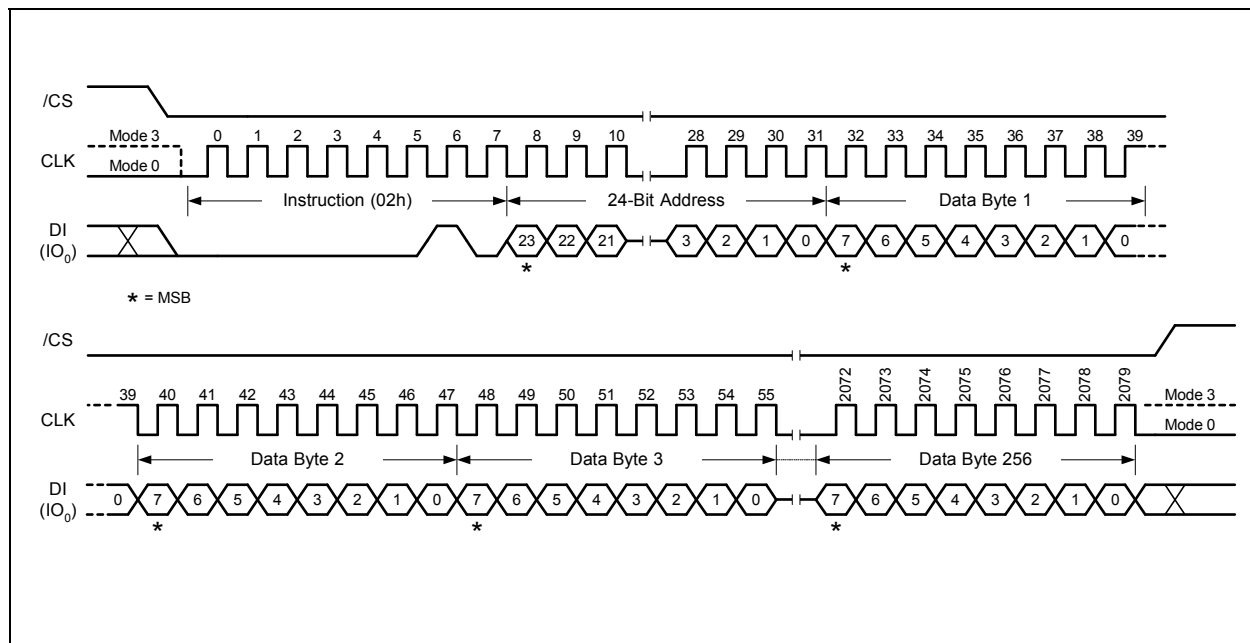 /CS
Mode 3 0 1 2 3 4 5 6 7 8 9 10 28 29 30 31 32 33 34 35 36 37 38 39
CLK
Mode 0
Instruction (02h) 24-Bit Address Data Byte 1
DI
(IO0) 23 22 21 3 2 1 0 7 6 5 4 3 2 1 0
* *
* = MSB
/CS
39 40 41 42 43 44 45 46 47 48 49 50 51 52 53 54 55 2072 2073 2074 2075 2076 2077 2078 2079 Mode 3
CLK
Mode 0
Data Byte 2 Data Byte 3 Data Byte 256
DI
(IO0) 0 7 6 5 4 3 2 1 0 7 6 5 4 3 2 1 0 7 6 5 4 3 2 1 0
* * *